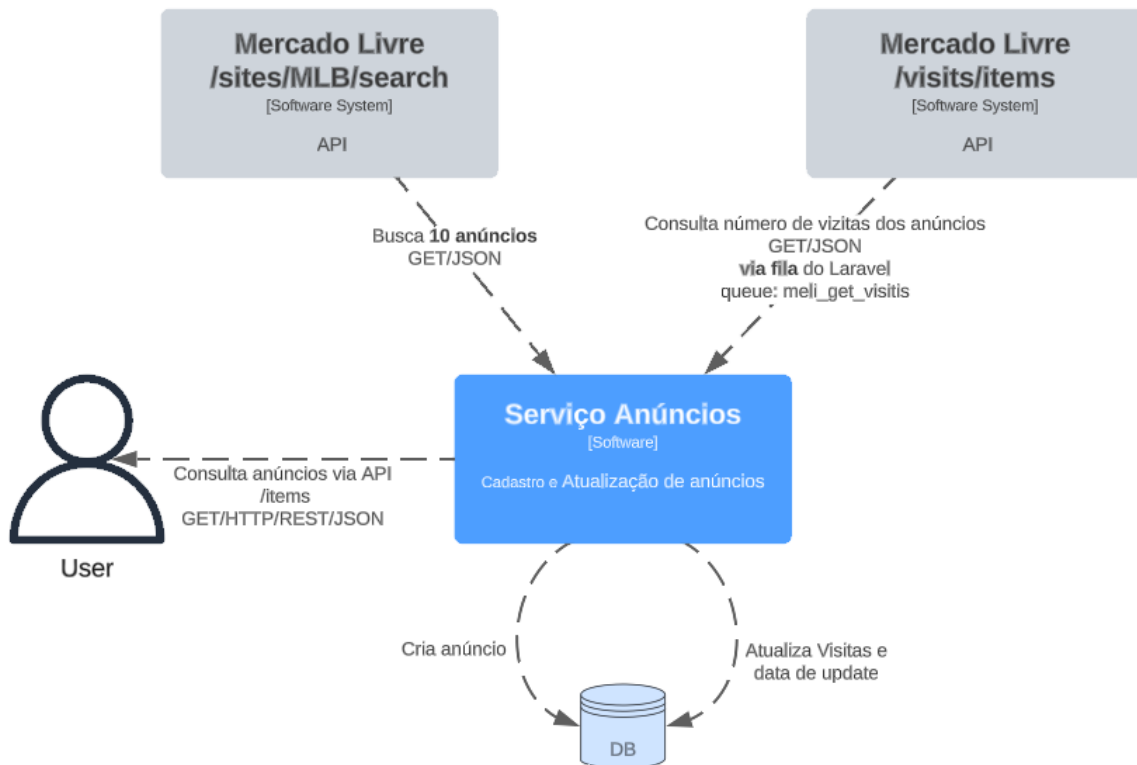 Mercado Livre
/sites/MLB/search
[Software System]
API
Mercado Livre
/visits/items
[Software System]
API
Busca 10 anúncios
GET/JSON
Consulta número de vizitas dos anúncios
GET/JSON
via fila do Laravel
queue: meli_get_visitis
Serviço Anúncios
[Software]
Cadastro e Atualização de anúncios
Consulta anúncios via API
/items
GET/HTTP/REST/JSON
User
Cria anúncio
Atualiza Visitas e
data de update
DB